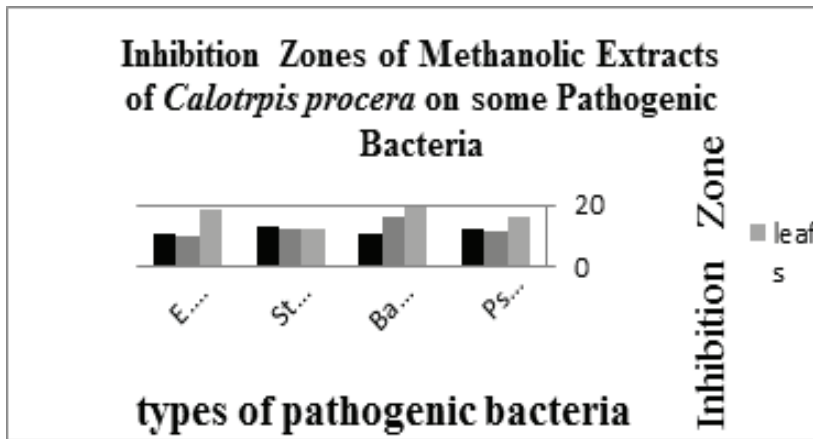 Inhibition Zones of Methanolic Extracts
of Calotrpis procera on some Pathogenic
Bacteria
20
0
E....
St...
Ba...
Ps...
types of pathogenic bacteria
Inhibition Zone
leaf
s